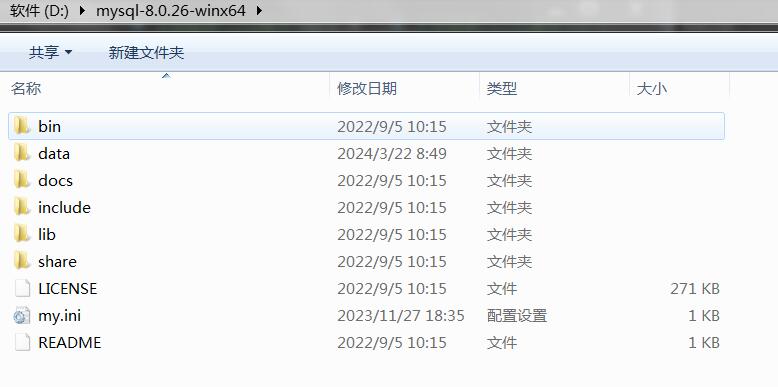 软件 (D:) mysql-8.0.26-winx64
共享 新建文件夹
名称 修改日期 类型 大小
bin 2022/9/5 10:15 文件夹
data 2024/3/22 8:49 文件夹
docs 2022/9/5 10:15 文件夹
include 2022/9/5 10:15 文件夹
lib 2022/9/5 10:15 文件夹
share 2022/9/5 10:15 文件夹
LICENSE 2022/9/5 10:15 文件 271 KB
my.ini 2023/11/27 18:35 配置设置 1 KB
README 2022/9/5 10:15 文件 1 KB